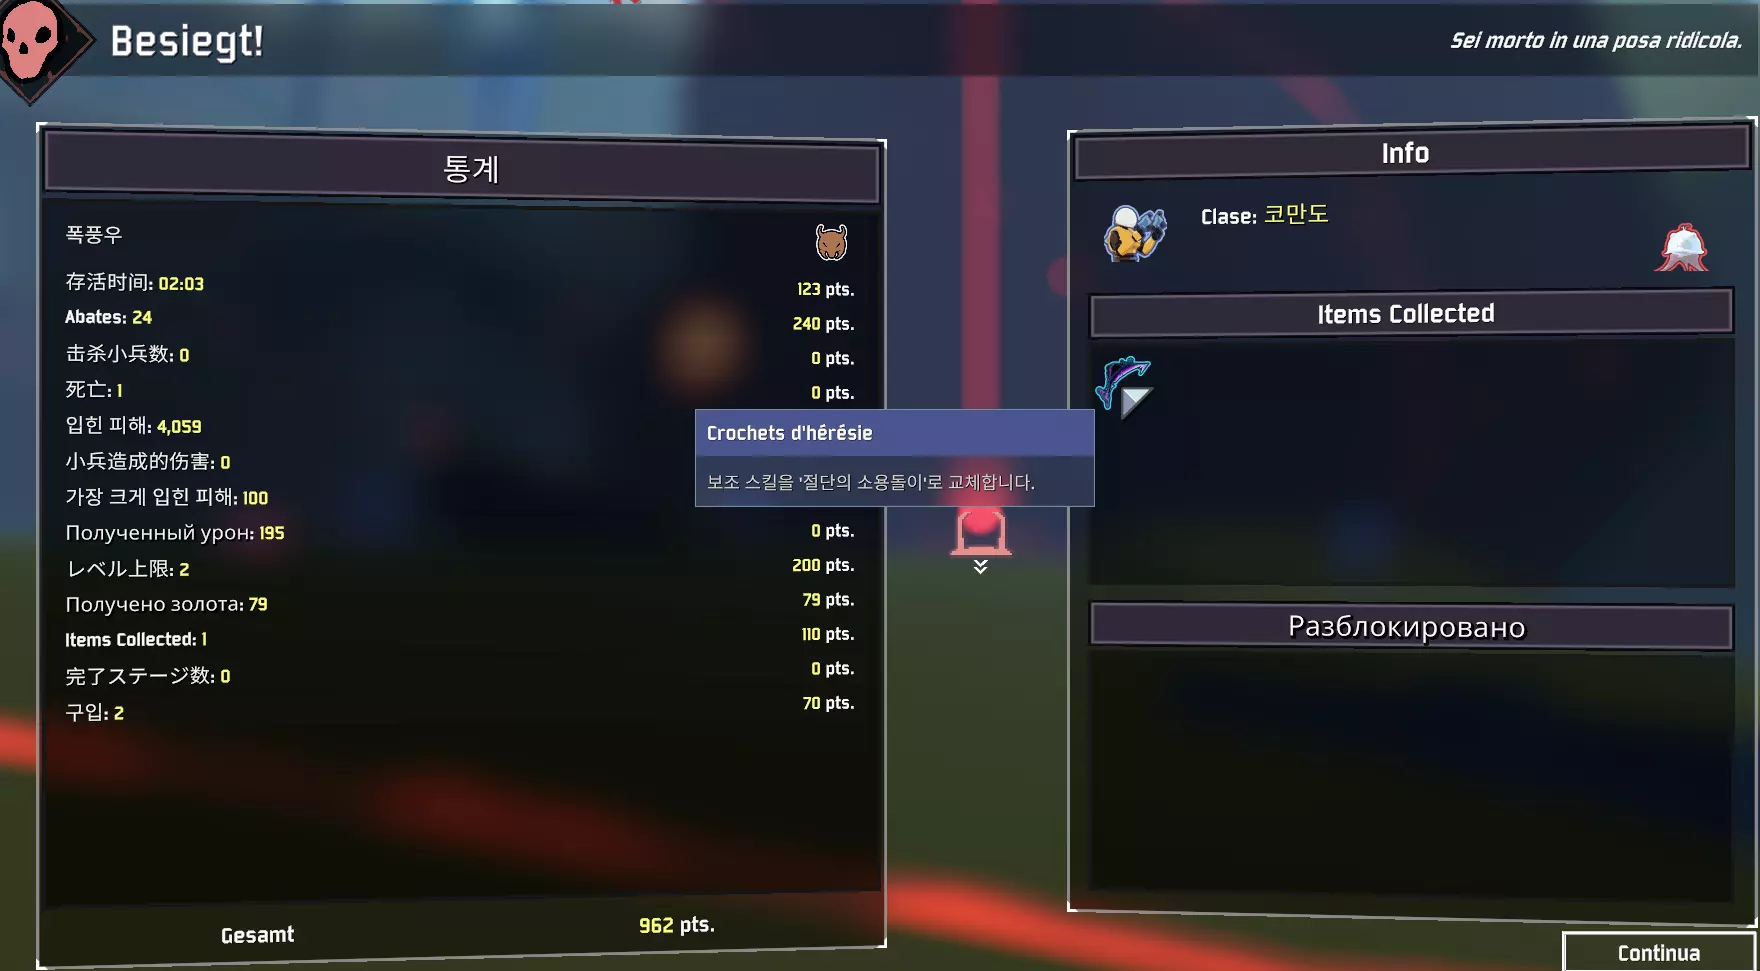 Besiegt!
Sei morto in una posa ridicola.
통계
폭풍우
存活时间: 02:03
123 pts.
Abates: 24
240 pts.
击杀小兵数: 0
0 pts.
死亡: 1
0 pts.
입힌 피해: 4,059
小兵造成的伤害: 0
가장 크게 입힌 피해: 100
Полученный урон: 195
0 pts.
レベル上限: 2
200 pts.
Получено золота: 79
79 pts.
Items Collected: 1
110 pts.
完了ステージ数: 0
0 pts.
구입: 2
70 pts.
Gesamt
962 pts.
Crochets d'hérésie
보조 스킬을 '절단의 소용돌이'로 교체합니다.
Info
Clase: 코만도
Items Collected
Разблокировано
Continua